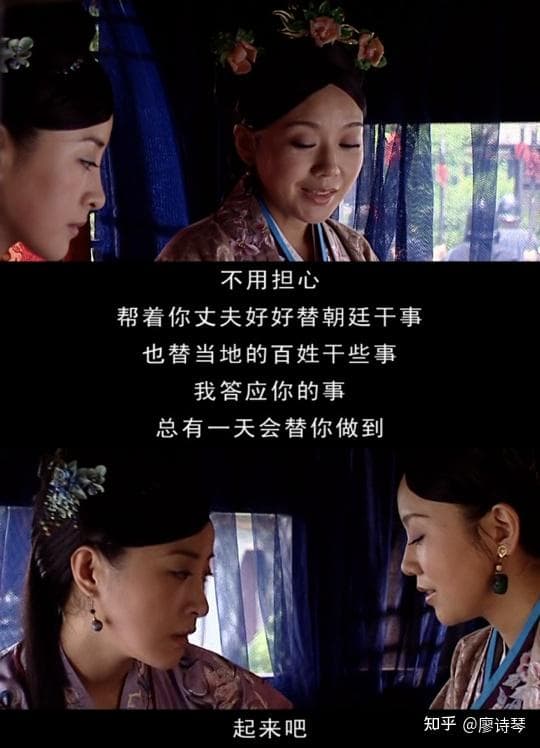 不用担心
帮着你丈夫好好替朝廷干事
也替当地的百姓干些事
我答应你的事
总有一天会替你做到
起来吧
知乎 @廖诗琴